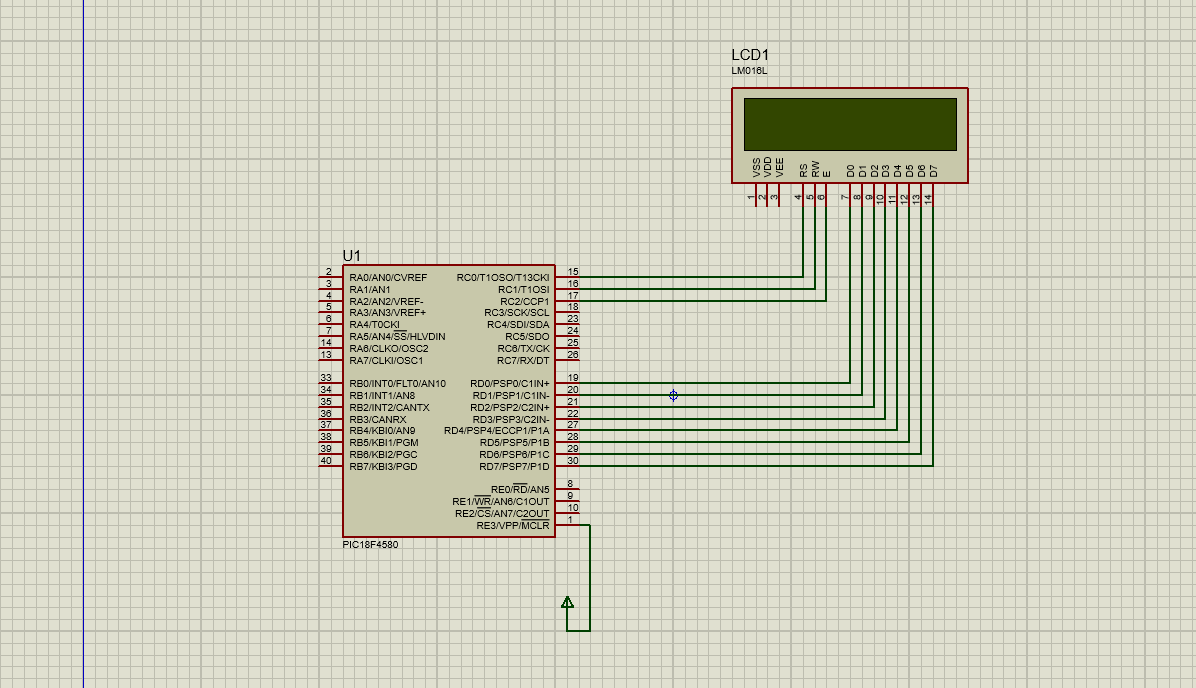 LCD1
LM016L
VSS VDD VEE RS RW E D0 D1 D2 D3 D4 D5 D6 D7
1 2 3 4 5 6 7 8 9 10 11 12 13 14
U1
2 RA0/AN0/CVREF RC0/T1OSO/T13CKI 15
3 RA1/AN1 RC1/T1OSI 16
4 RA2/AN2/VREF- RC2/CCP1 17
5 RA3/AN3/VREF+ RC3/SCK/SCL 18
6 RA4/T0CKI RC4/SDI/SDA 23
7 RA5/AN4/SS/HLVDIN RC5/SDO 24
14 RA6/CLKO/OSC2 RC6/TX/CK 25
13 RA7/CLKI/OSC1 RC7/RX/DT 26
33 RB0/INT0/FLT0/AN10 RD0/PSP0/C1IN+ 19
34 RB1/INT1/AN8 RD1/PSP1/C1IN- 20
35 RB2/INT2/CANTX RD2/PSP2/C2IN+ 21
36 RB3/CANRX RD3/PSP3/C2IN- 22
37 RB4/KBI0/AN9 RD4/PSP4/ECCP1/P1A 27
38 RB5/KBI1/PGM RD5/PSP5/P1B 28
39 RB6/KBI2/PGC RD6/PSP6/P1C 29
40 RB7/KBI3/PGD RD7/PSP7/P1D 30
RE0/RD/AN5 8
RE1/WR/AN6/C1OUT 9
RE2/CS/AN7/C2OUT 10
RE3/VPP/MCLR 1
PIC18F4580